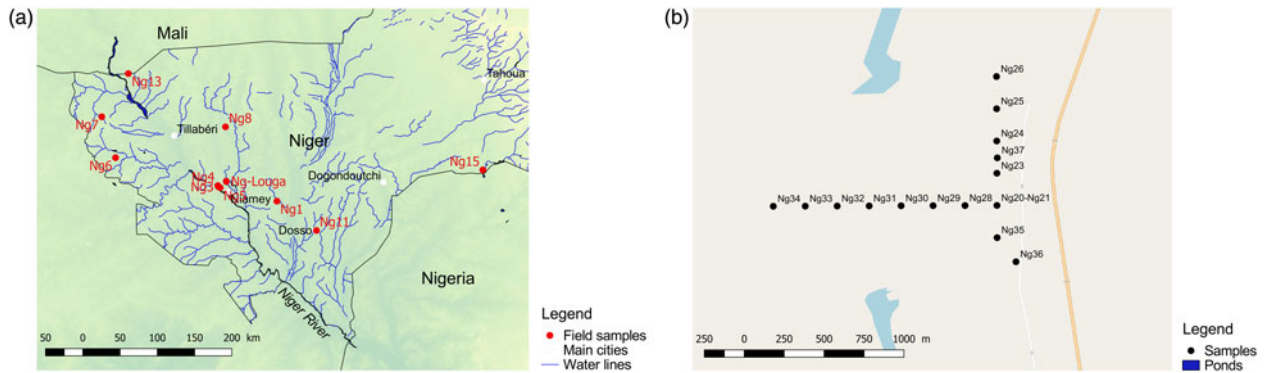 (a)
Mali
Ng13
Tahoua
Ng7
Tillabéri
Ng8
Niger
Ng6
Ng15
Ng4
Ng-Louga
Dogondoutchi
Ng3
Niamey
Ng1
Ng11
Dosso
Nigeria
Niger River
50 0 50 100 150 200 km
Legend
Field samples
Main cities
Water lines
(b)
Ng26
Ng25
Ng24
Ng37
Ng23
Ng34 Ng33 Ng32 Ng31 Ng30 Ng29 Ng28 Ng20-Ng21
Ng35
Ng36
250 0 250 500 750 1000 m
Legend
Samples
Ponds